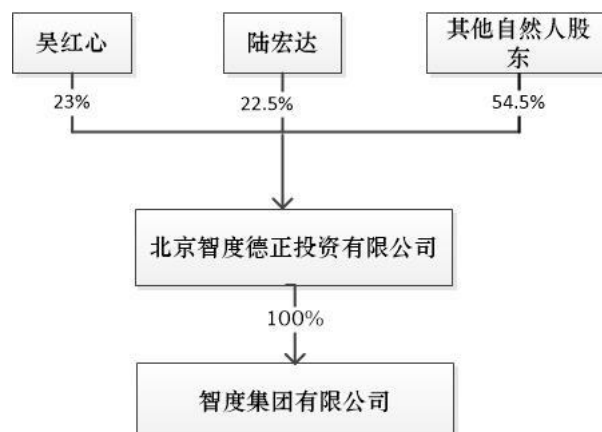 吴红心
陆宏达
其他自然人股
东
23%
22.5%
54.5%
北京智度德正投资有限公司
100%
智度集团有限公司